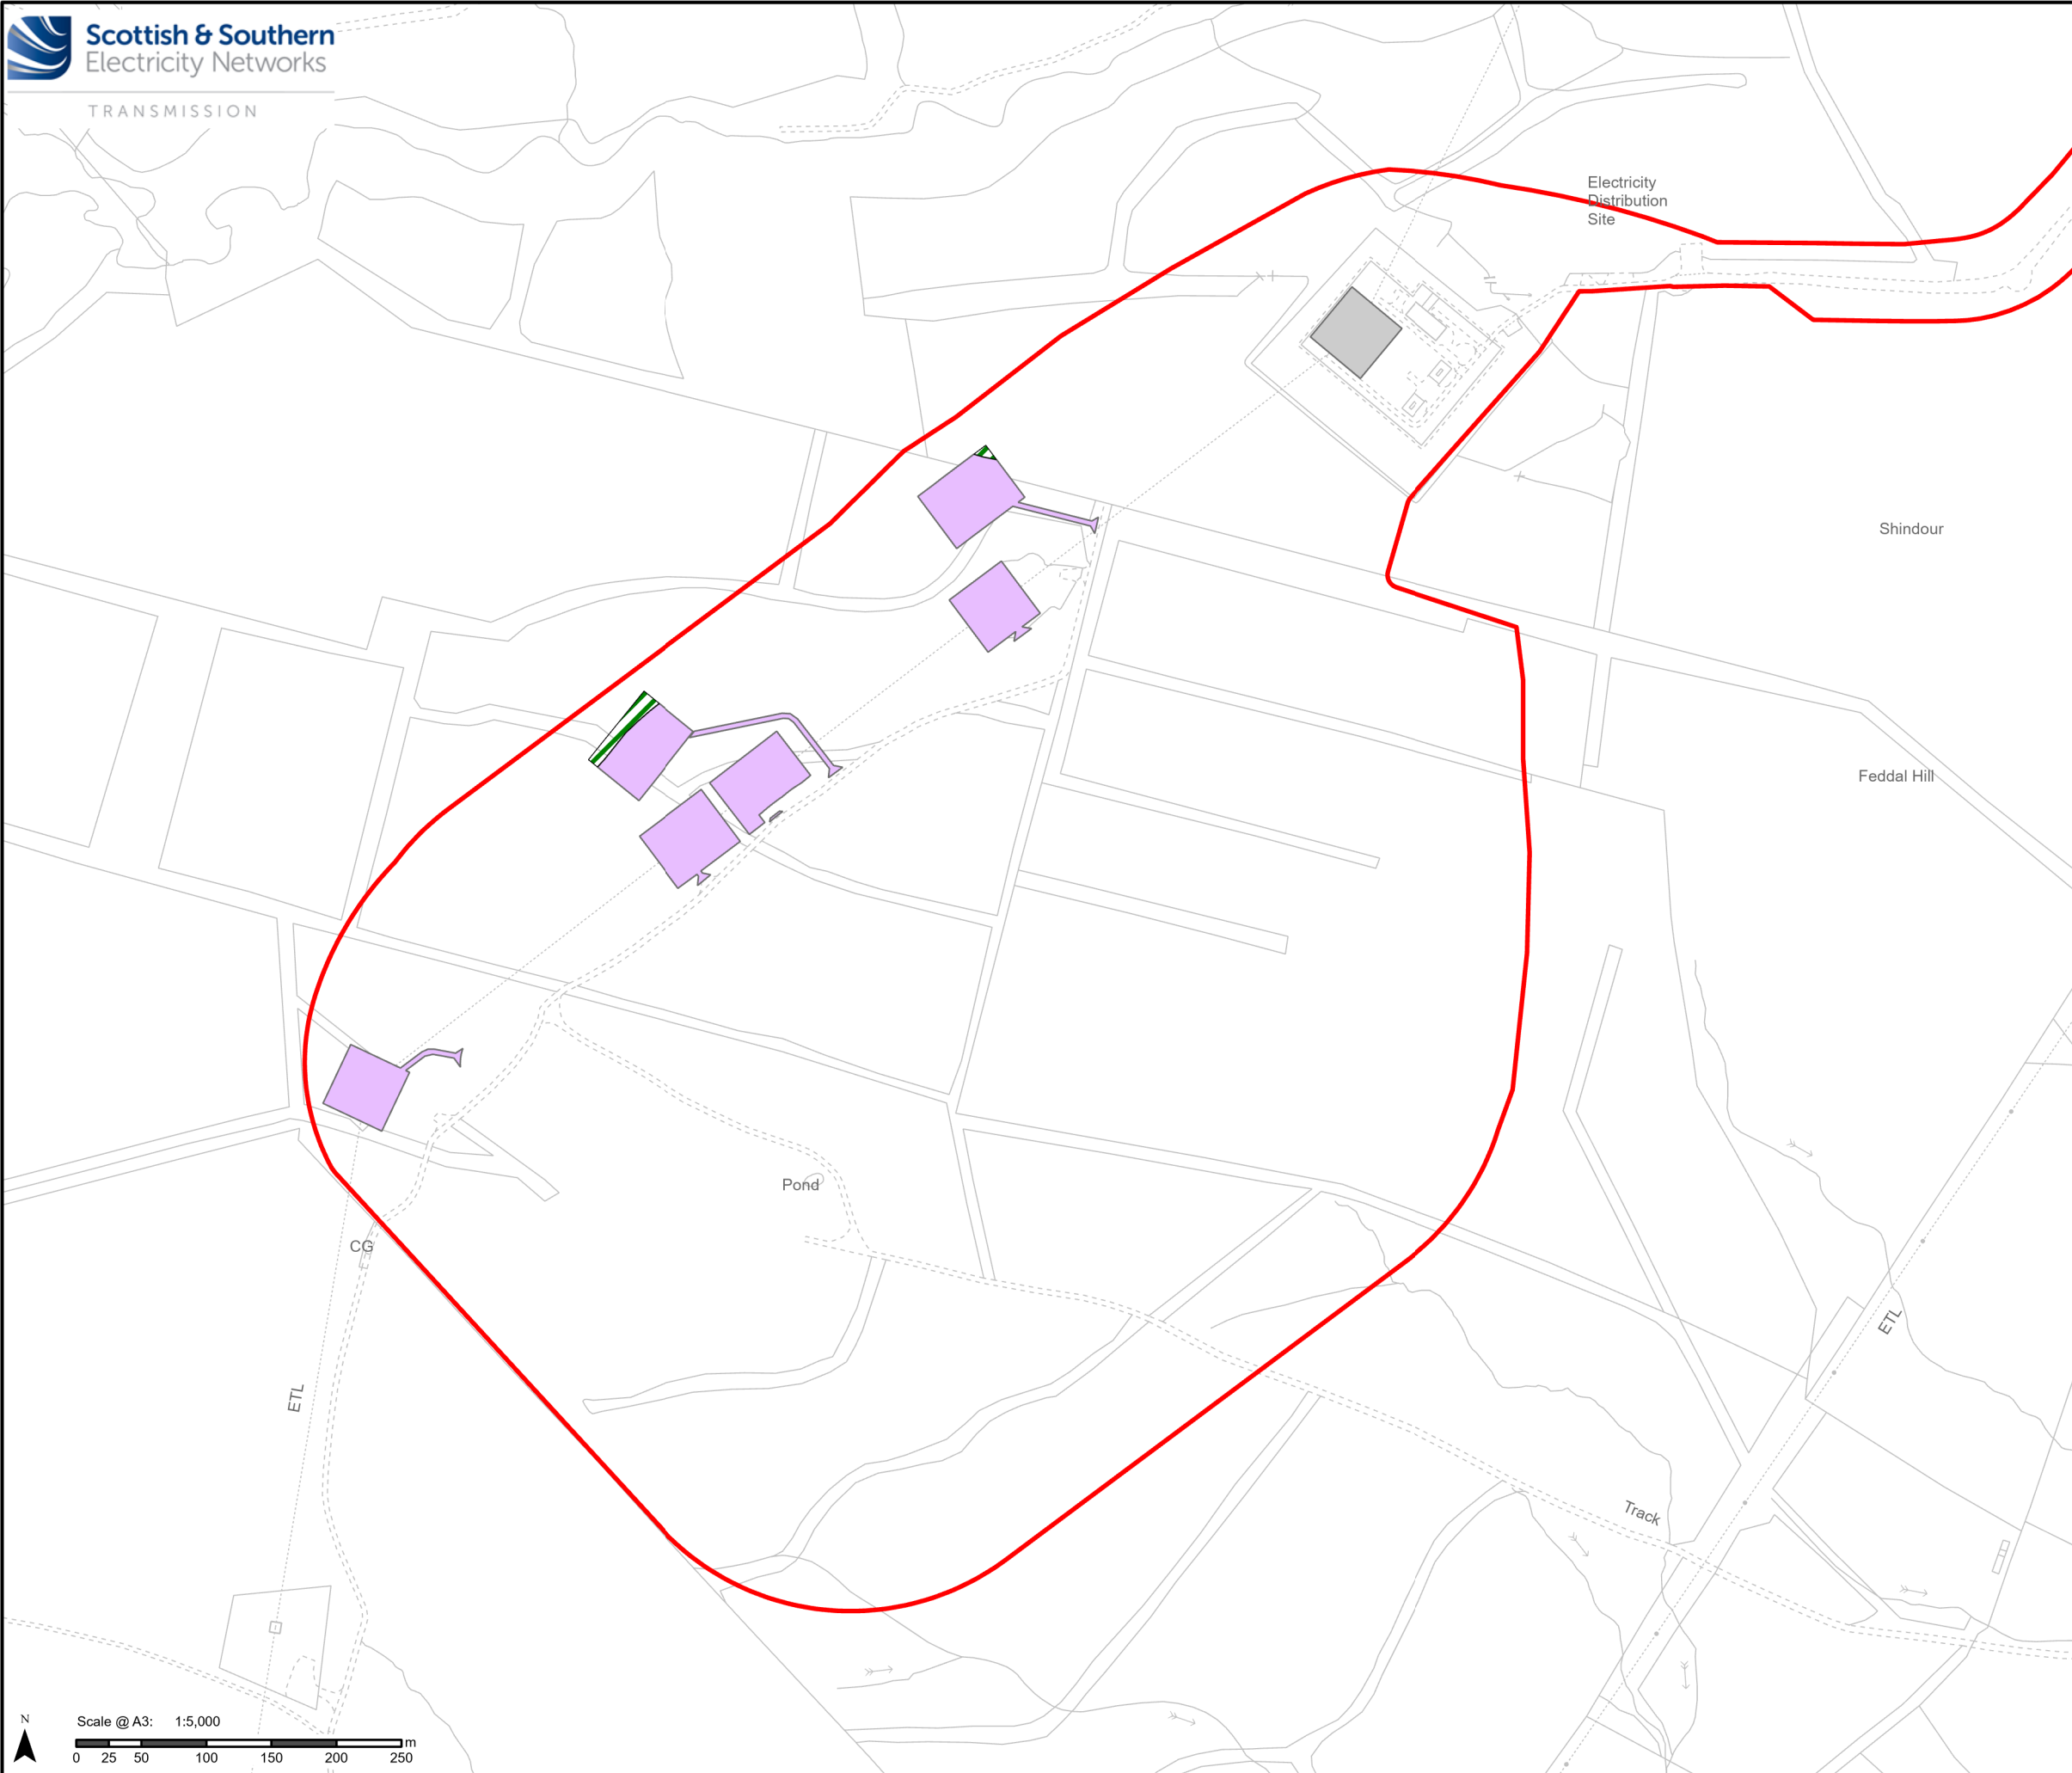 Scottish & Southern
Electricity Networks
TRANSMISSION
Electricity
Distribution
Site
Shindour
Feddal Hill
Pond
CG
ETL
ETL
Track
N
Scale @ A3: 1:5,000
m
0 25 50 100 150 200 250